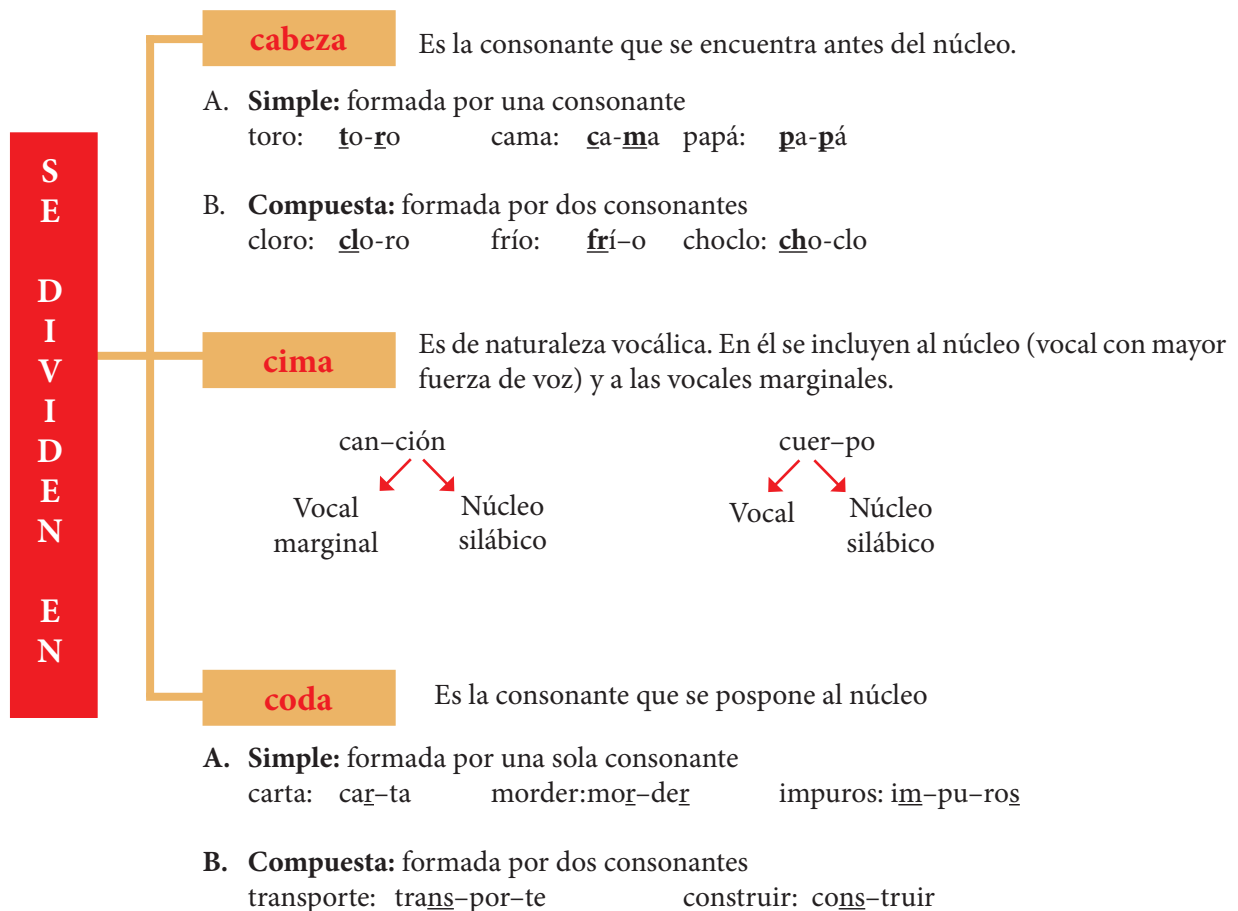 SE DIVIDEN EN
cabeza
Es la consonante que se encuentra antes del núcleo.
A. Simple: formada por una consonante
toro: to-ro cama: ca-ma papá: pa-pá
B. Compuesta: formada por dos consonantes
cloro: clo-ro frío: frí–o choclo: cho-clo
cima
Es de naturaleza vocálica. En él se incluyen al núcleo (vocal con mayor
fuerza de voz) y a las vocales marginales.
can–ción
Vocal
marginal
Núcleo
silábico
cuer–po
Vocal
Núcleo
silábico
coda
Es la consonante que se pospone al núcleo
A. Simple: formada por una sola consonante
carta: car–ta morder:mor–der impuros: im–pu–ros
B. Compuesta: formada por dos consonantes
transporte: trans–por–te construir: cons–truir